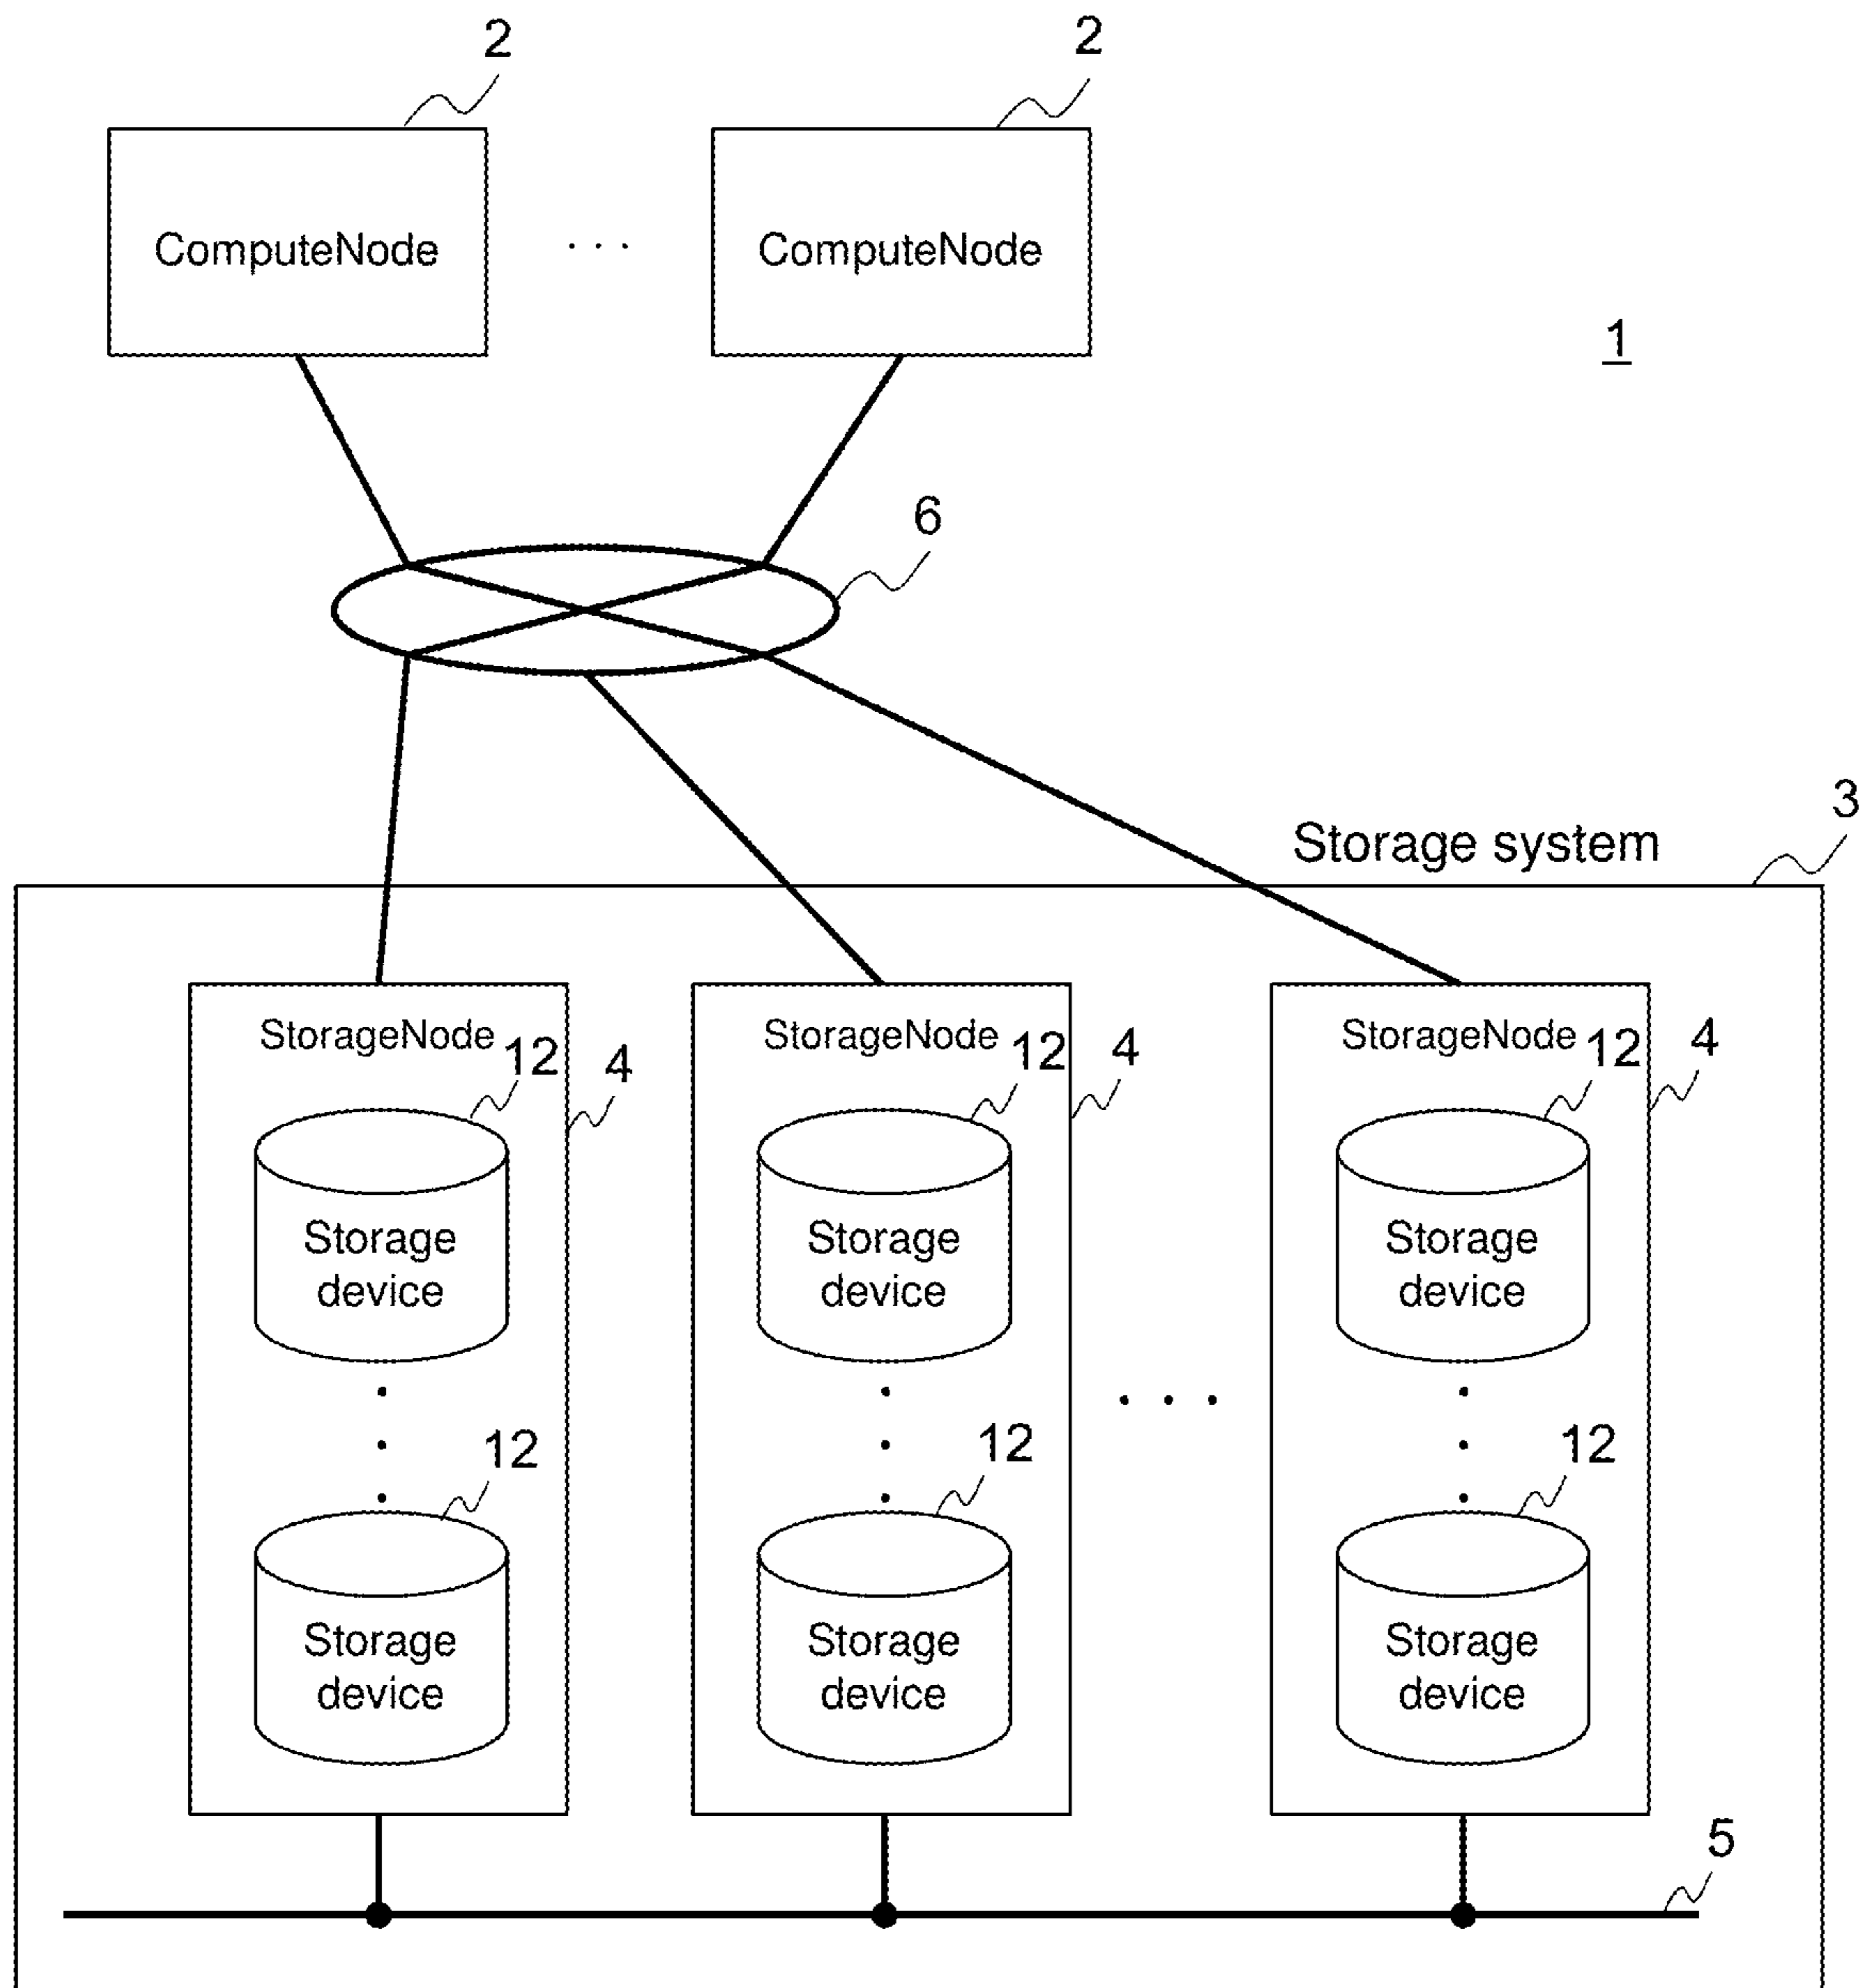 2
2
ComputeNode
. . .
ComputeNode
1
6
3
Storage system
StorageNode
12
4
StorageNode
12
4
StorageNode
12
4
Storage
device
Storage
device
Storage
device
. . .
12
12
12
Storage
device
Storage
device
Storage
device
5